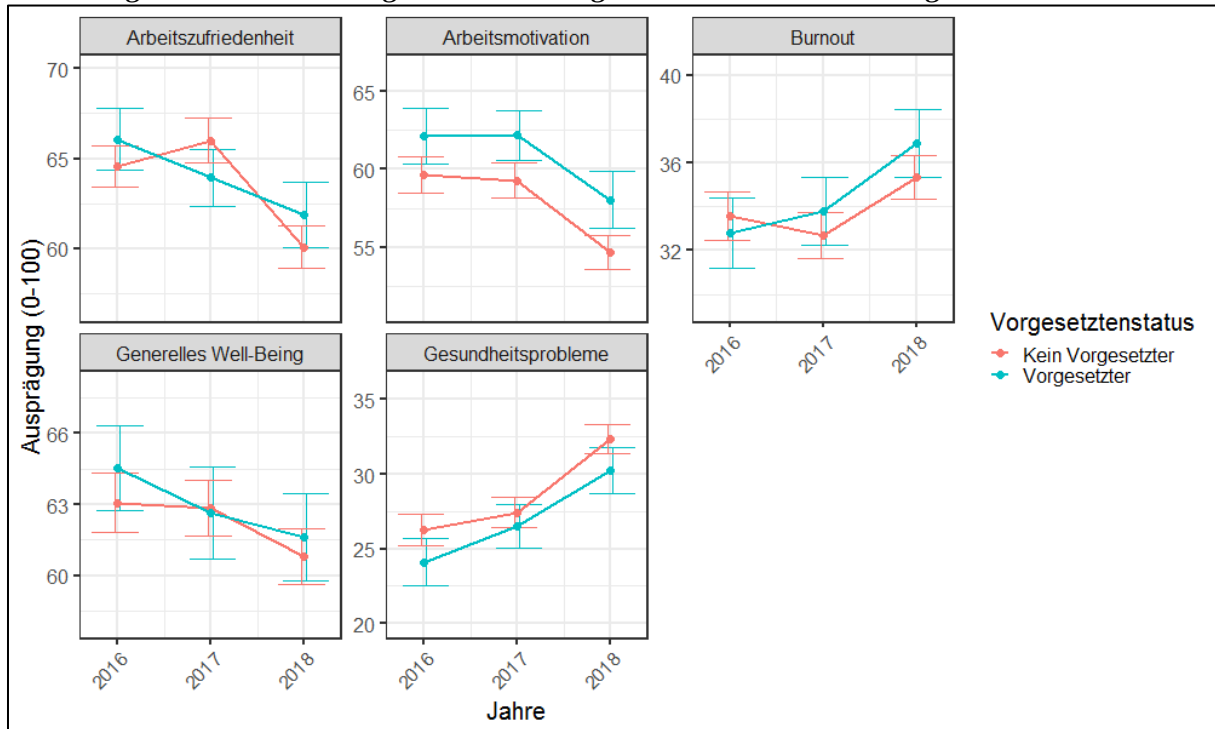 Arbeitszufriedenheit
Arbeitsmotivation
Burnout
70
65
60
65
60
55
40
36
32
Generelles Well-Being
Gesundheitsprobleme
2016
2017
2018
66
63
60
35
30
25
20
2016
2017
2018
2016
2017
2018
Ausprägung (0-100)
Jahre
Vorgesetztenstatus
Kein Vorgesetzter
Vorgesetzter